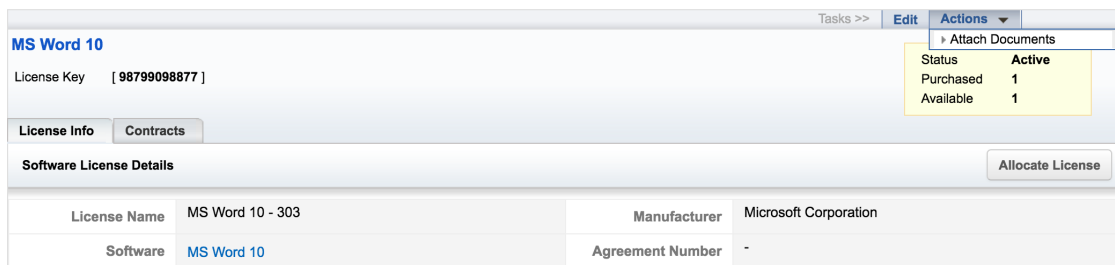 Tasks >> Edit Actions
Attach Documents
MS Word 10
License Key [ 98799098877 ]
Status Active
Purchased 1
Available 1
License Info Contracts
Software License Details Allocate License
License Name MS Word 10 - 303 Manufacturer Microsoft Corporation
Software MS Word 10 Agreement Number -